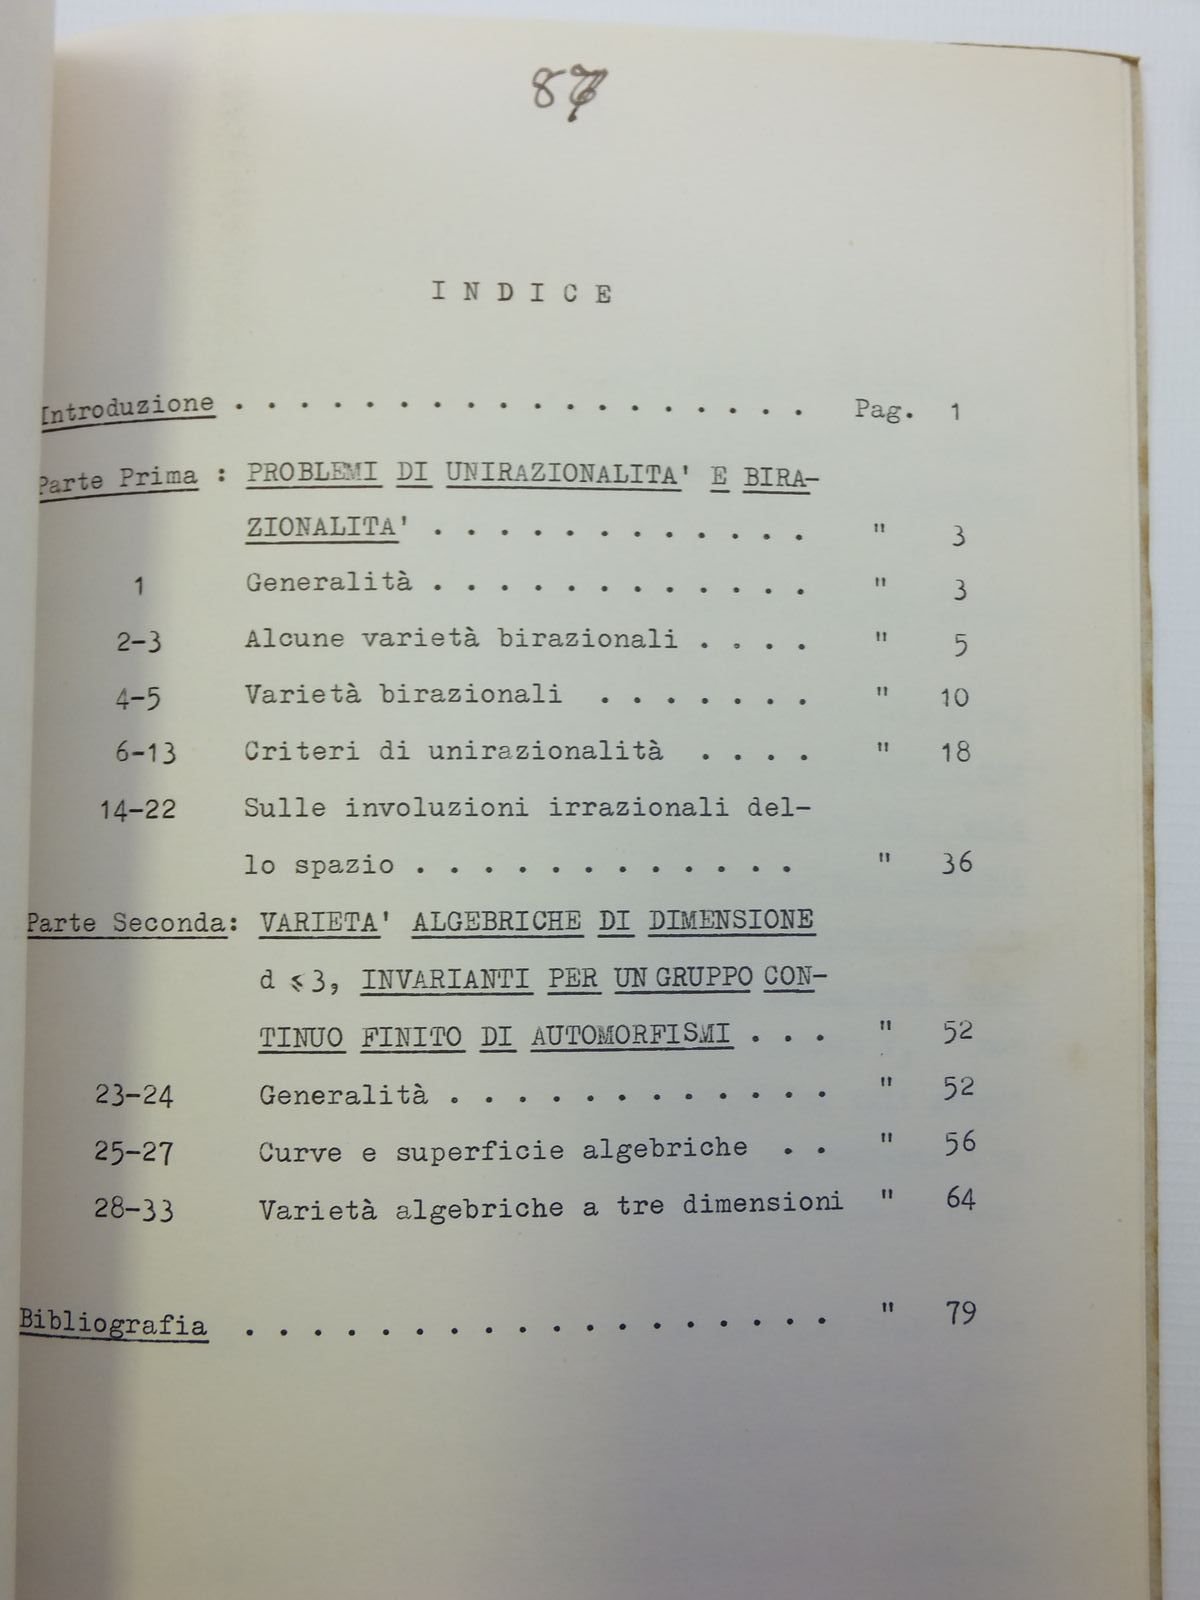 I N D I C E
Introduzione . . . . . . . . . . . . . . . . . . Pag. 1
Parte Prima : PROBLEMI DI UNIRAZIONALITA' E BIRA-
ZIONALITA' . . . . . . . . . . . . " 3
1 Generalità . . . . . . . . . . . . " 3
2-3 Alcune varietà birazionali . . . . " 5
4-5 Varietà birazionali . . . . . . . " 10
6-13 Criteri di unirazionalità . . . . " 18
14-22 Sulle involuzioni irrazionali del-
lo spazio . . . . . . . . . . . . " 36
Parte Seconda: VARIETA' ALGEBRICHE DI DIMENSIONE
d ⩽ 3, INVARIANTI PER UN GRUPPO CON-
TINUO FINITO DI AUTOMORFISMI . . . " 52
23-24 Generalità . . . . . . . . . . . . " 52
25-27 Curve e superficie algebriche . . " 56
28-33 Varietà algebriche a tre dimensioni " 64
Bibliografia . . . . . . . . . . . . . . . . . . " 79